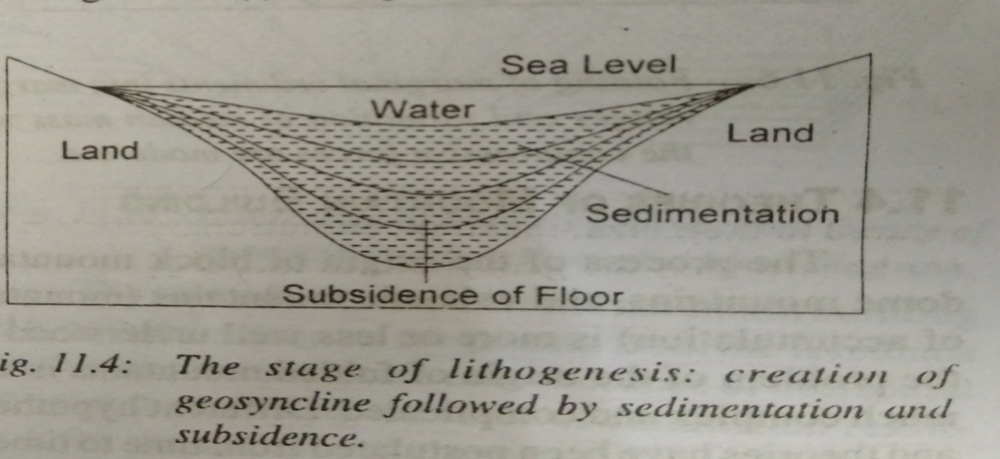 Sea Level
Water
Land
Land
Sedimentation
Subsidence of Floor
ig. 11.4: The stage of lithogenesis: creation of
geosyncline followed by sedimentation and
subsidence.